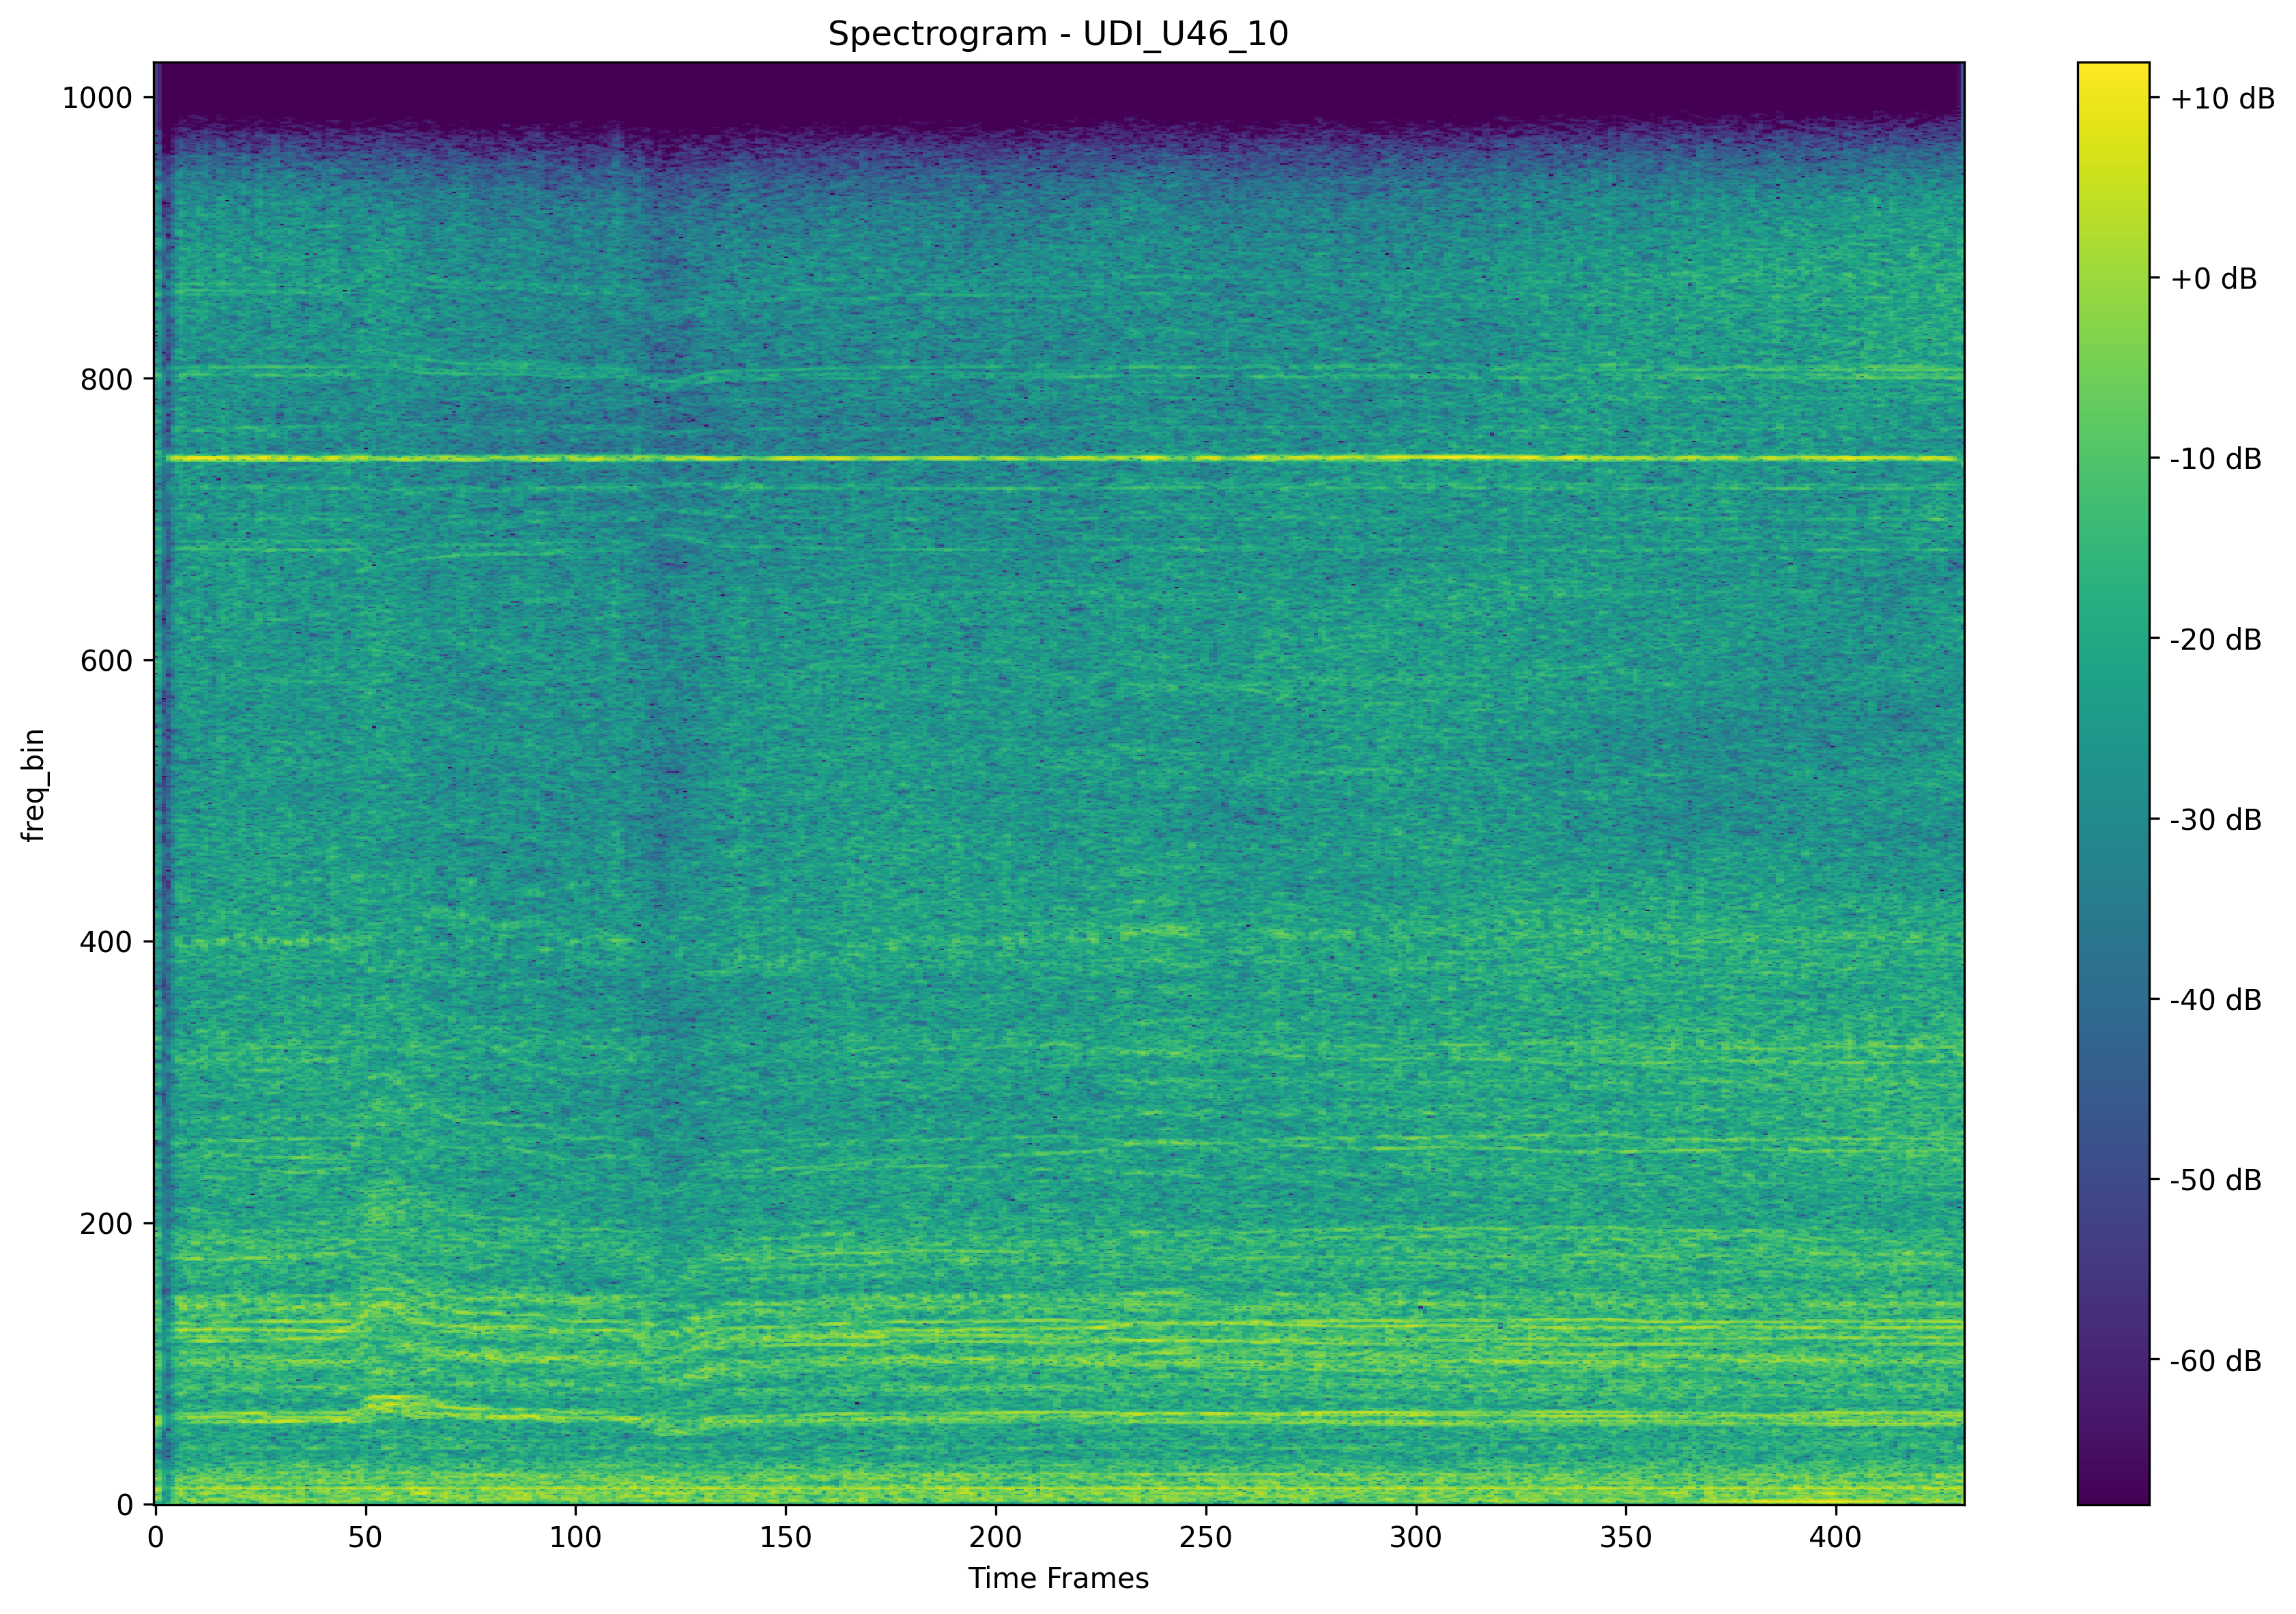 Spectrogram - UDI_U46_10
1000
800
600
400
200
0
freq_bin
0 50 100 150 200 250 300 350 400
Time Frames
+10 dB
+0 dB
-10 dB
-20 dB
-30 dB
-40 dB
-50 dB
-60 dB